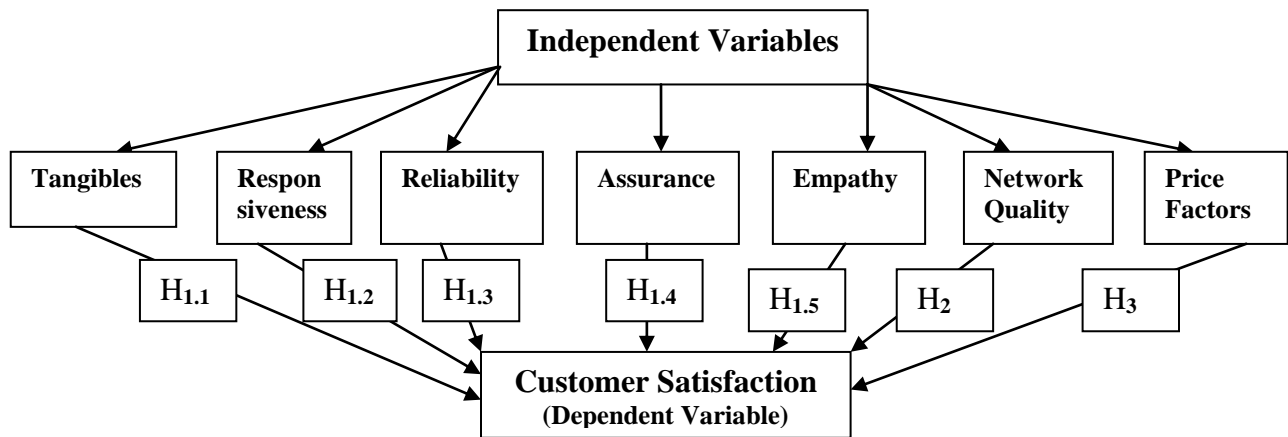 Independent Variables
Tangibles
Respon
siveness
Reliability
Assurance
Empathy
Network
Quality
Price
Factors
H1.1
H1.2
H1.3
H1.4
H1.5
H2
H3
Customer Satisfaction
(Dependent Variable)